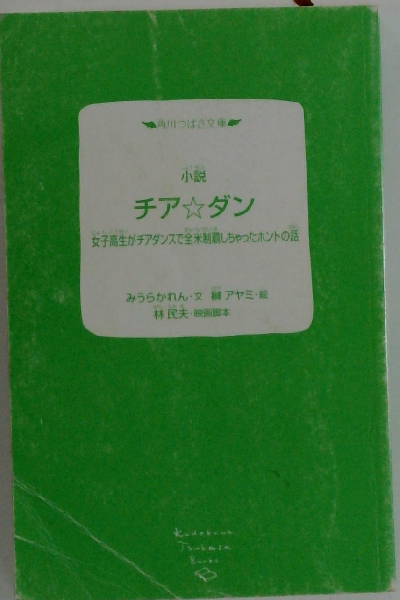 角川つばさ文庫
小説
チア☆ダン
女子高生がチアダンスで全米制覇しちゃったホントの話
みうらかれん・文 榊アヤミ・絵
林民夫・映画脚本
Kadokawa
Tsubasa
Bunko